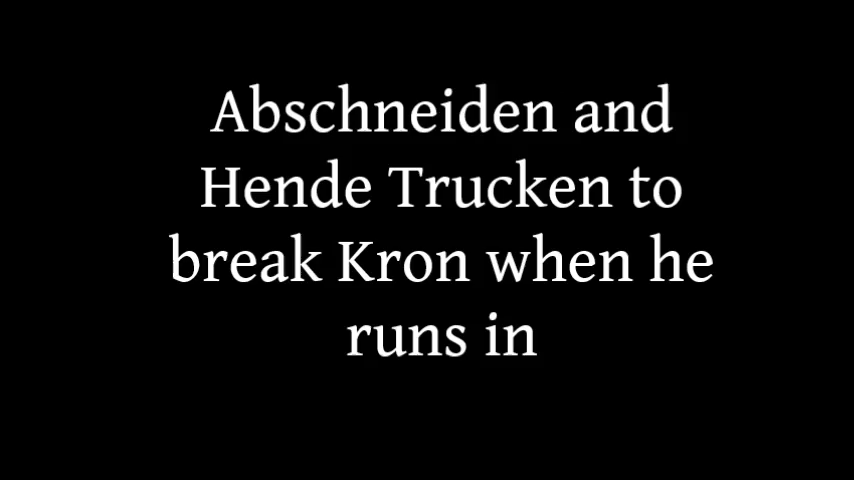 Abschneiden and
Hende Trucken to
break Kron when he
runs in